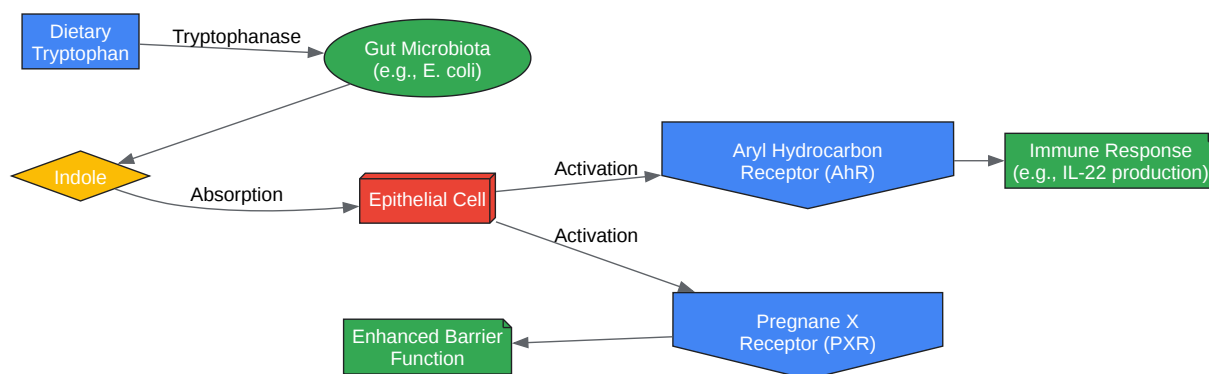 Dietary
Tryptophan
Tryptophanase
Gut Microbiota
(e.g., E. coli)
Indole
Absorption
Epithelial Cell
Activation
Aryl Hydrocarbon
Receptor (AhR)
Immune Response
(e.g., IL-22 production)
Activation
Pregnane X
Receptor (PXR)
Enhanced Barrier
Function